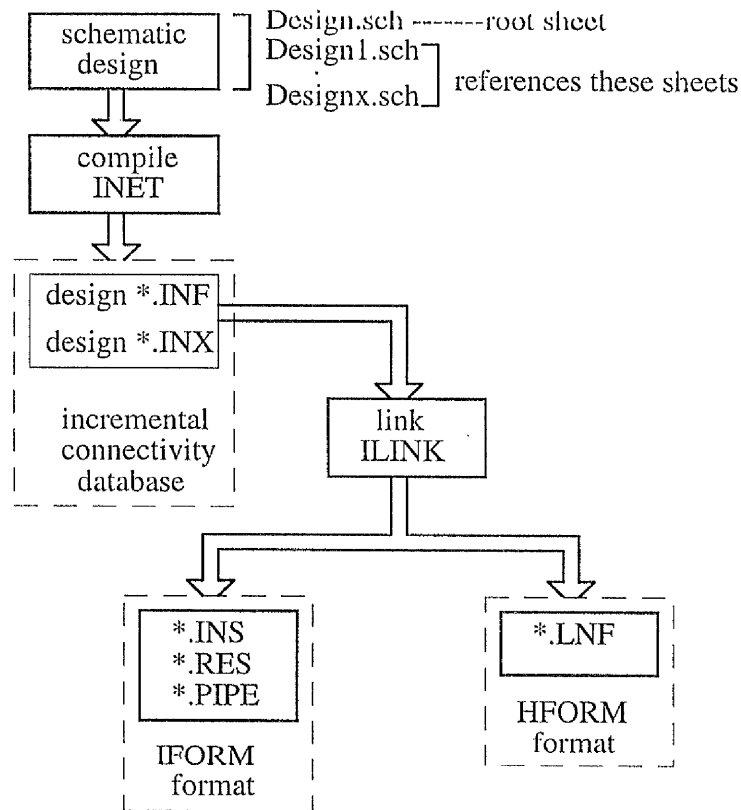 schematic
design
Design.sch -------root sheet
Design1.sch
.
Designx.sch
references these sheets
compile
INET
design *.INF
design *.INX
incremental
connectivity
database
link
ILINK
*.INS
*.RES
*.PIPE
IFORM
format
*.LNF
HFORM
format